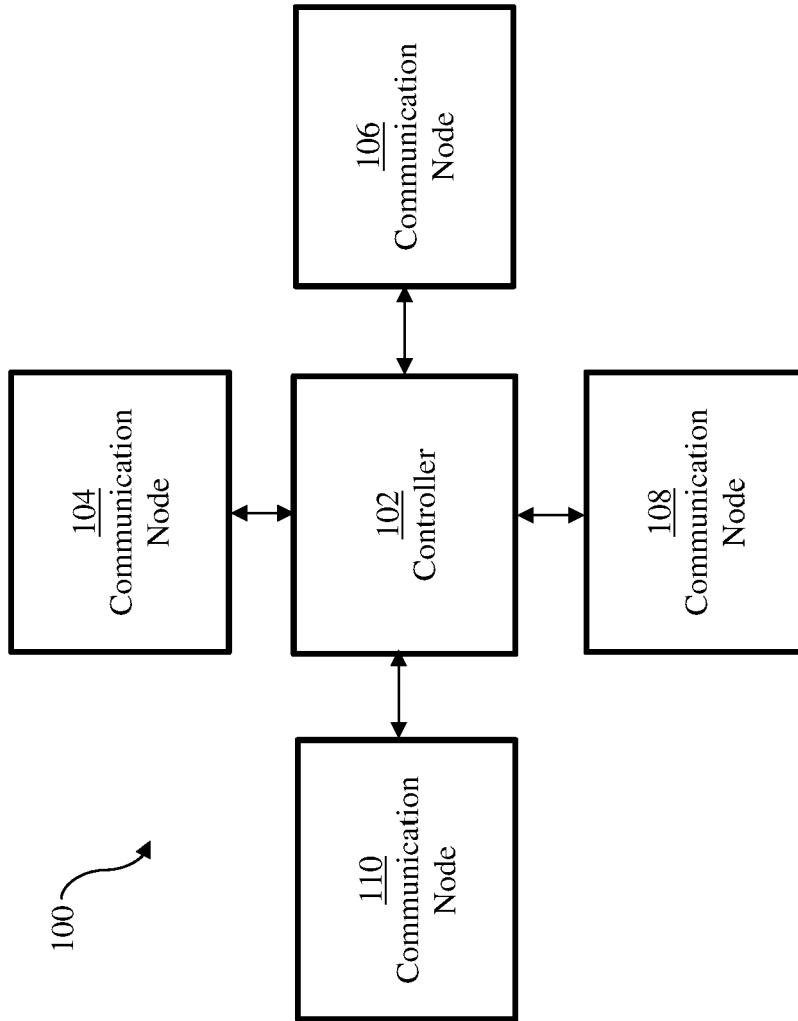 100
104
Communication
Node
110
Communication
Node
102
Controller
106
Communication
Node
108
Communication
Node